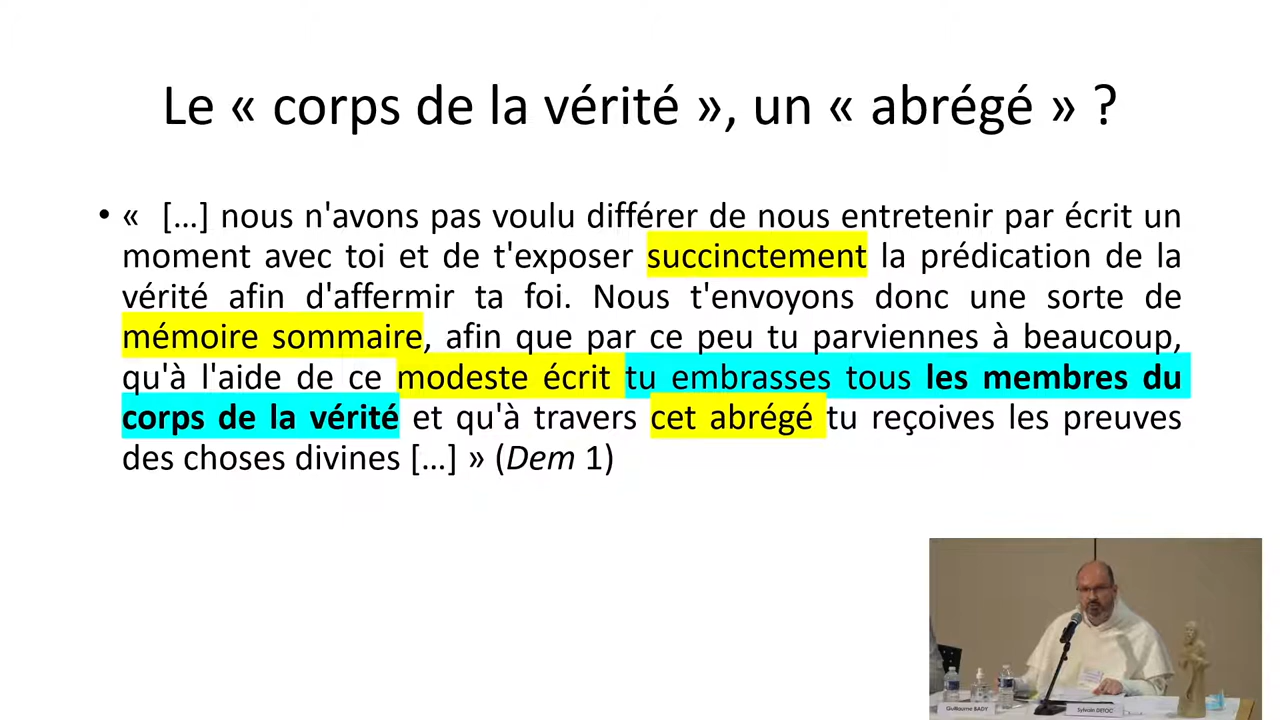 Le « corps de la vérité », un « abrégé » ?
• « […] nous n'avons pas voulu différer de nous entretenir par écrit un
moment avec toi et de t'exposer succinctement la prédication de la
vérité afin d'affermir ta foi. Nous t'envoyons donc une sorte de
mémoire sommaire, afin que par ce peu tu parviennes à beaucoup,
qu'à l'aide de ce modeste écrit tu embrasses tous les membres du
corps de la vérité et qu'à travers cet abrégé tu reçoives les preuves
des choses divines […] » (Dem 1)
Guillaume BADY
Sylvain DETOC